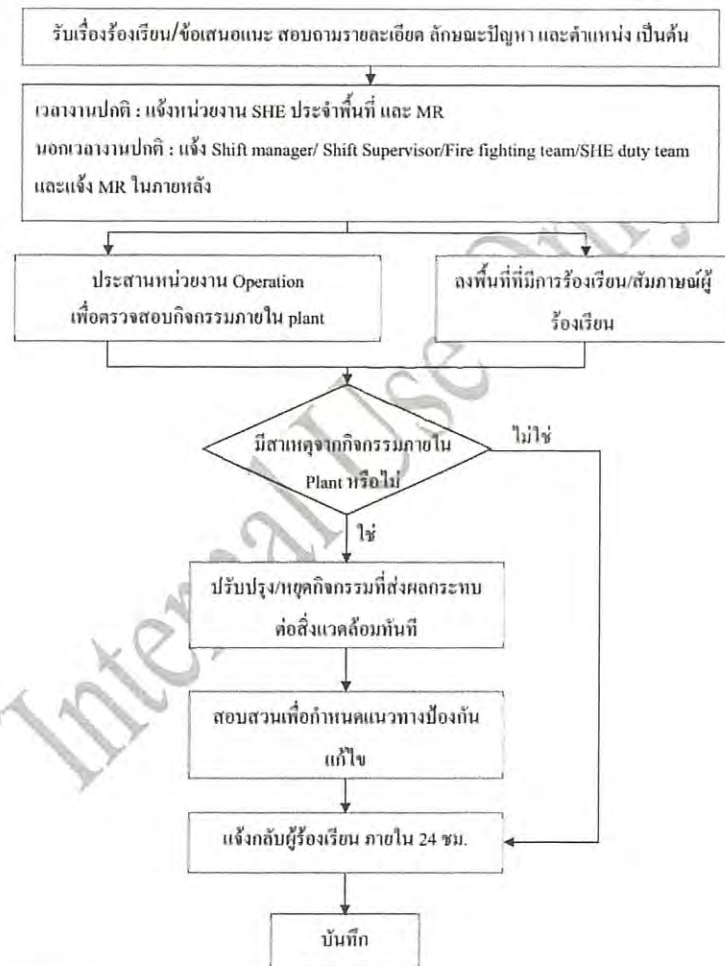 รับเรื่องร้องเรียน/ข้อเสนอแนะ สอบถามรายละเอียด ลักษณะปัญหา และตำแหน่ง เป็นต้น
เวลางานปกติ : แจ้งหน่วยงาน SHE ประจำพื้นที่ และ MR
นอกเวลางานปกติ : แจ้ง Shift manager/ Shift Supervisor/Fire fighting team/SHE duty team
และแจ้ง MR ในภายหลัง
ประสานหน่วยงาน Operation
เพื่อตรวจสอบกิจกรรมภายใน plant
ลงพื้นที่ที่มีการร้องเรียน/สัมภาษณ์ผู้
ร้องเรียน
มีสาเหตุจากกิจกรรมภายใน
Plant หรือไม่
ไม่ใช่
ใช่
ปรับปรุง/หยุดกิจกรรมที่ส่งผลกระทบ
ต่อสิ่งแวดล้อมทันที
สอบสวนเพื่อกำหนดแนวทางป้องกัน
แก้ไข
แจ้งกลับผู้ร้องเรียน ภายใน 24 ชม.
บันทึก
Internal Use Only